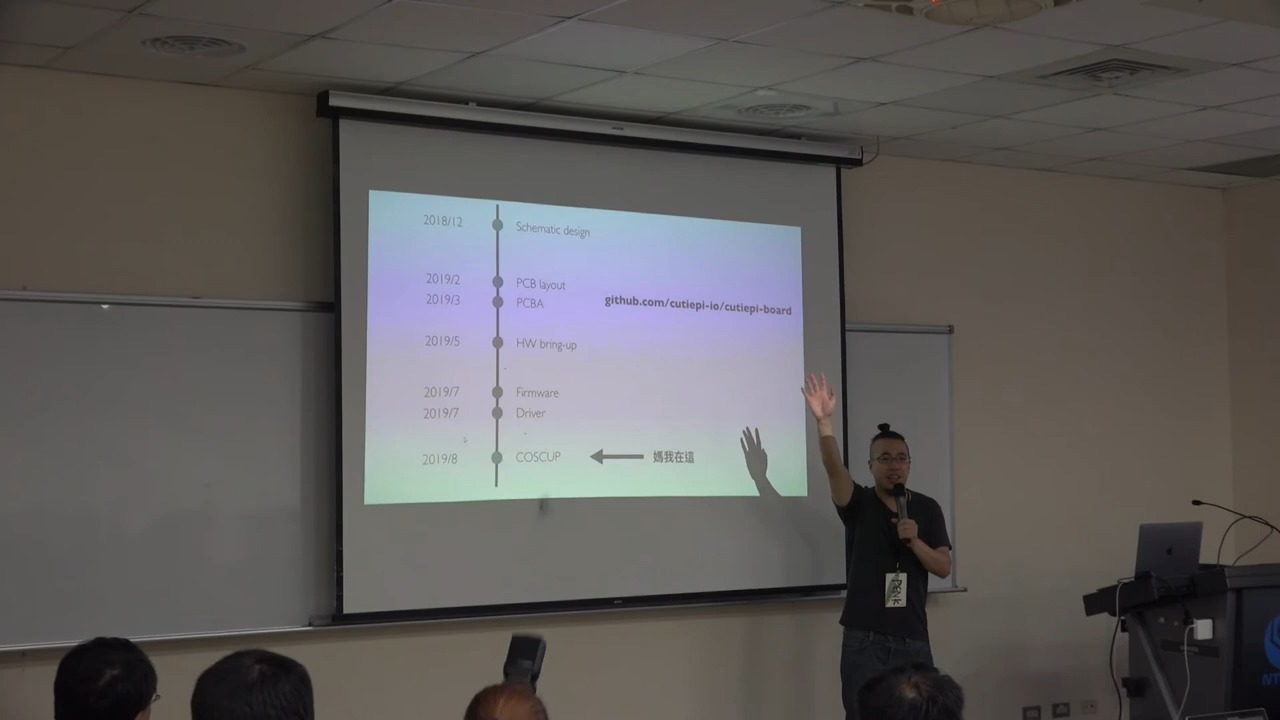 2018/12 Schematic design
2019/2 PCB layout
2019/3 PCBA
github.com/cutiepi-io/cutiepi-board
2019/5 HW bring-up
2019/7 Firmware
2019/7 Driver
2019/8 COSCUP 媽我在這